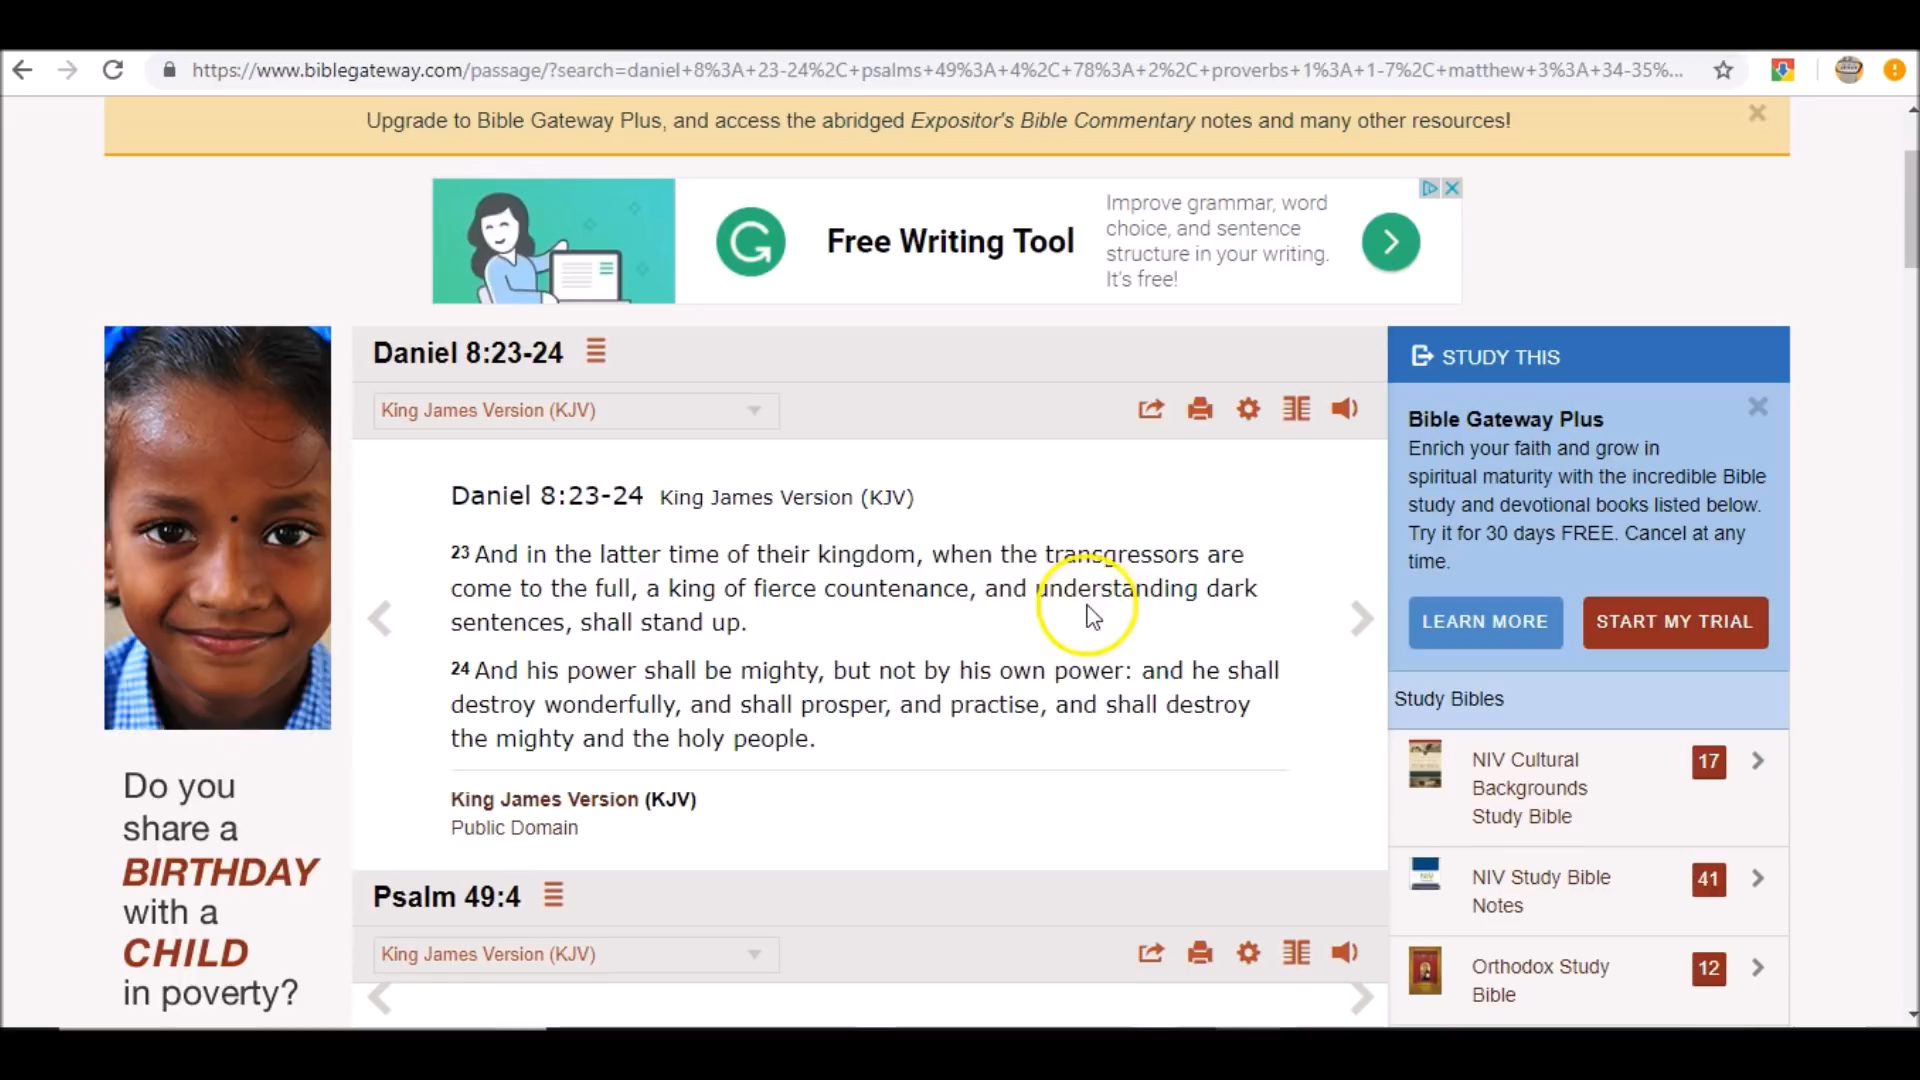 https://www.biblegateway.com/passage/?search=daniel+8%3A+23-24%2C+psalms+49%3A+4%2C+78%3A+2%2C+proverbs+1%3A+1-7%2C+matthew+3%3A+34-35%...
Upgrade to Bible Gateway Plus, and access the abridged Expositor's Bible Commentary notes and many other resources!
Free Writing Tool
Improve grammar, word
choice, and sentence
structure in your writing.
It's free!
Daniel 8:23-24
King James Version (KJV)
Daniel 8:23-24 King James Version (KJV)
23 And in the latter time of their kingdom, when the transgressors are
come to the full, a king of fierce countenance, and understanding dark
sentences, shall stand up.
24 And his power shall be mighty, but not by his own power: and he shall
destroy wonderfully, and shall prosper, and practise, and shall destroy
the mighty and the holy people.
King James Version (KJV)
Public Domain
Psalm 49:4
King James Version (KJV)
Do you
share a
BIRTHDAY
with a
CHILD
in poverty?
STUDY THIS
Bible Gateway Plus
Enrich your faith and grow in
spiritual maturity with the incredible Bible
study and devotional books listed below.
Try it for 30 days FREE. Cancel at any
time.
LEARN MORE
START MY TRIAL
Study Bibles
NIV Cultural
Backgrounds
Study Bible
17
NIV Study Bible
Notes
41
Orthodox Study
Bible
12